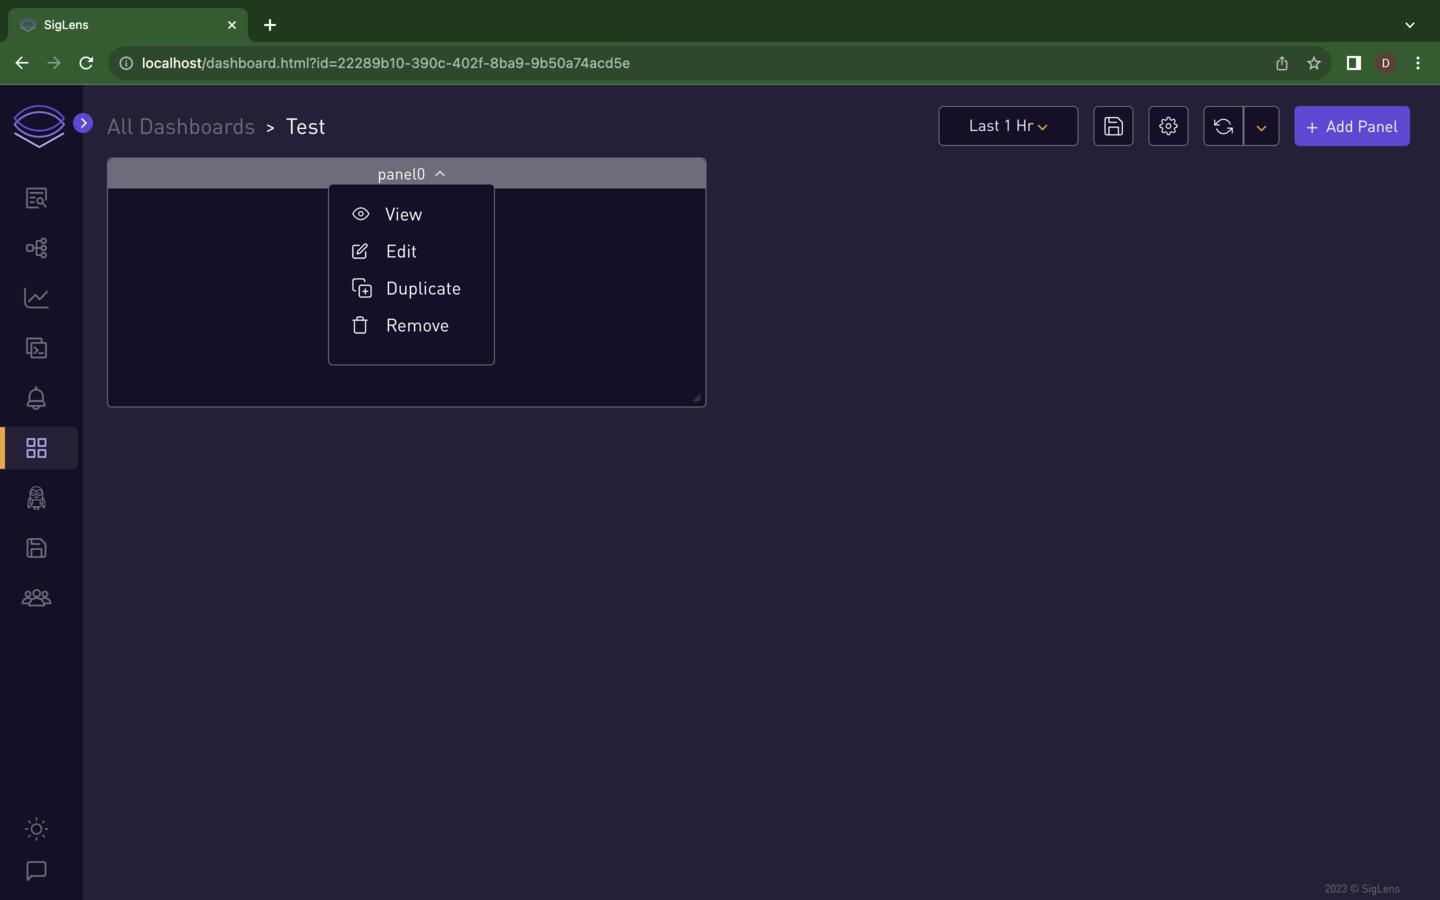 SigLens
localhost/dashboard.html?id=22289b10-390c-402f-8ba9-9b50a74acd5e
D
All Dashboards > Test
Last 1 Hr
+ Add Panel
panel0
View
Edit
Duplicate
Remove
2023 © SigLens